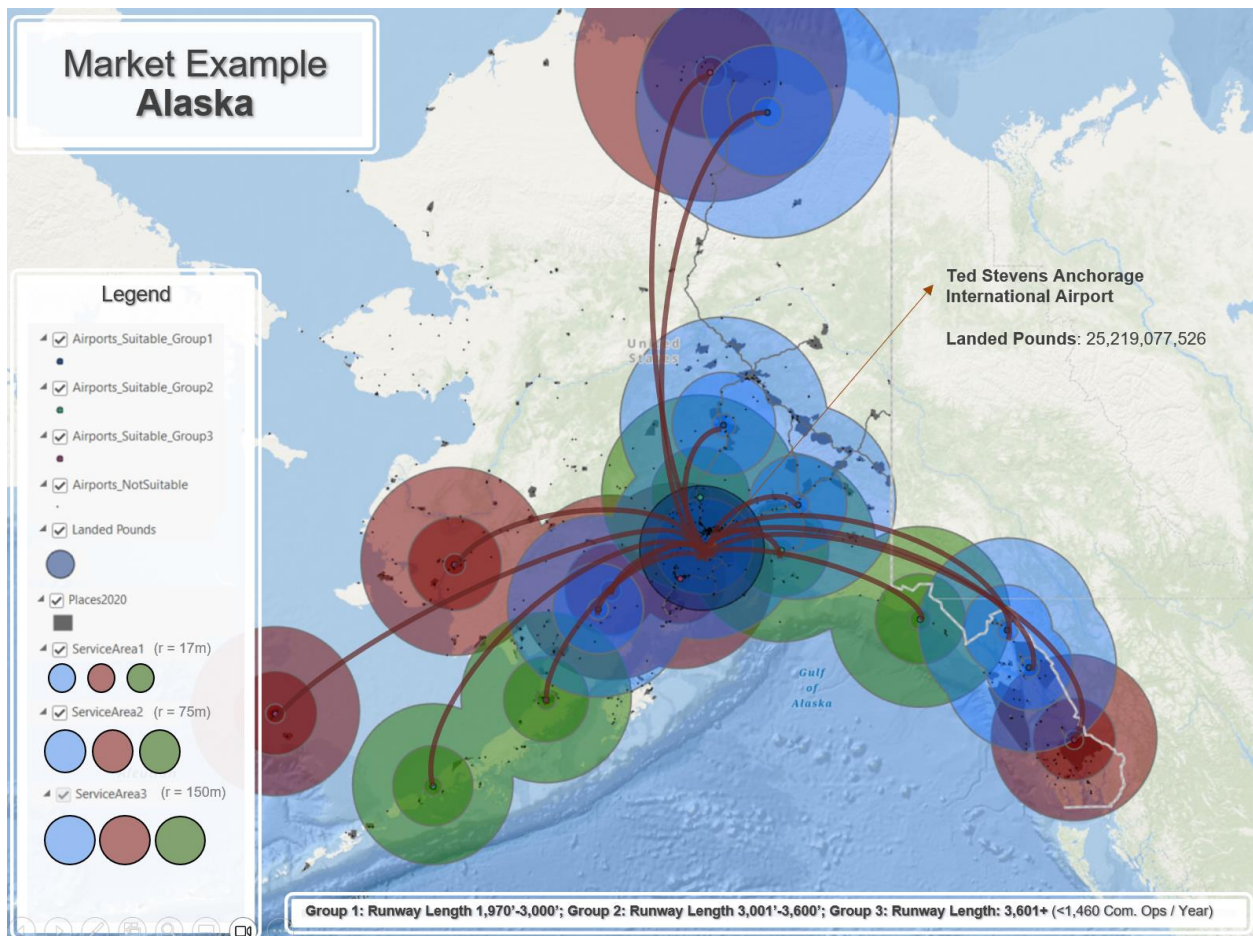 Market Example
Alaska
Legend
Airports_Suitable_Group1
Airports_Suitable_Group2
Airports_Suitable_Group3
Airports_NotSuitable
Landed Pounds
Places2020
ServiceArea1 (r = 17m)
ServiceArea2 (r = 75m)
ServiceArea3 (r = 150m)
United
States
Ted Stevens Anchorage
International Airport
Landed Pounds: 25,219,077,526
Gulf
of
Alaska
Group 1: Runway Length 1,970’-3,000’; Group 2: Runway Length 3,001’-3,600’; Group 3: Runway Length: 3,601+ (<1,460 Com. Ops / Year)